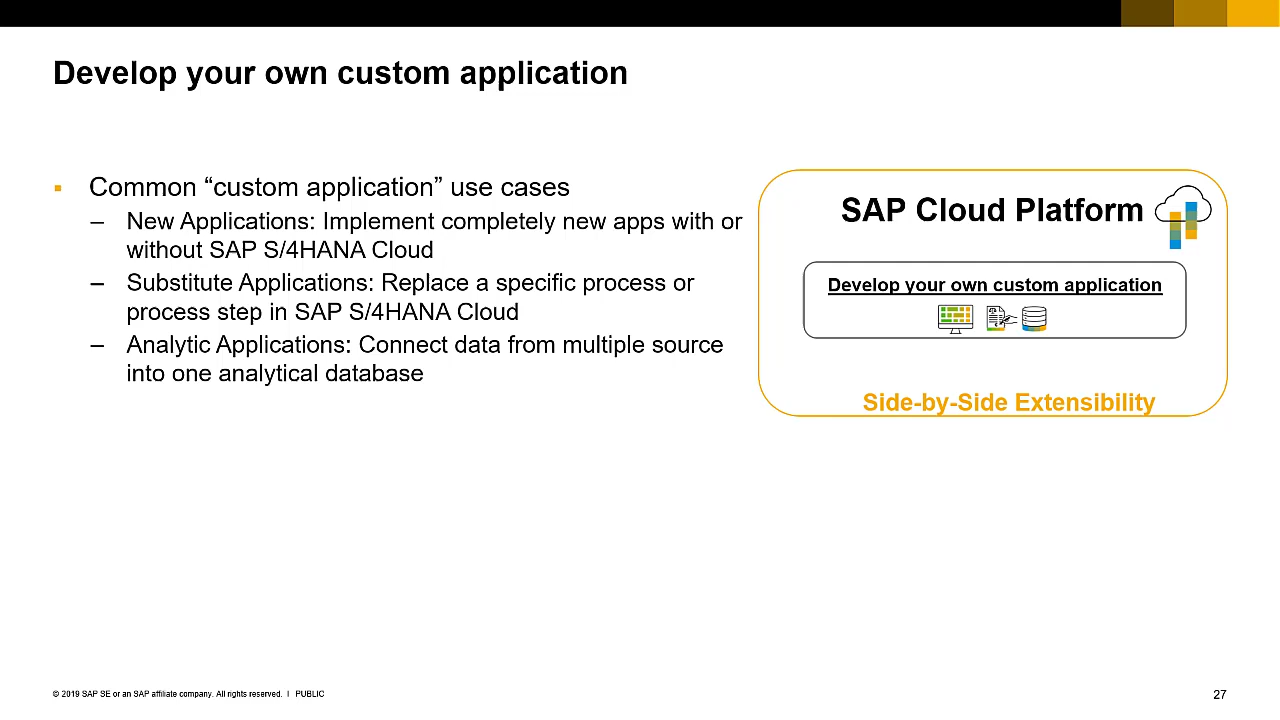 Develop your own custom application
▪ Common “custom application” use cases
– New Applications: Implement completely new apps with or
without SAP S/4HANA Cloud
– Substitute Applications: Replace a specific process or
process step in SAP S/4HANA Cloud
– Analytic Applications: Connect data from multiple source
into one analytical database
SAP Cloud Platform
Develop your own custom application
Side-by-Side Extensibility
© 2019 SAP SE or an SAP affiliate company. All rights reserved. I PUBLIC
27